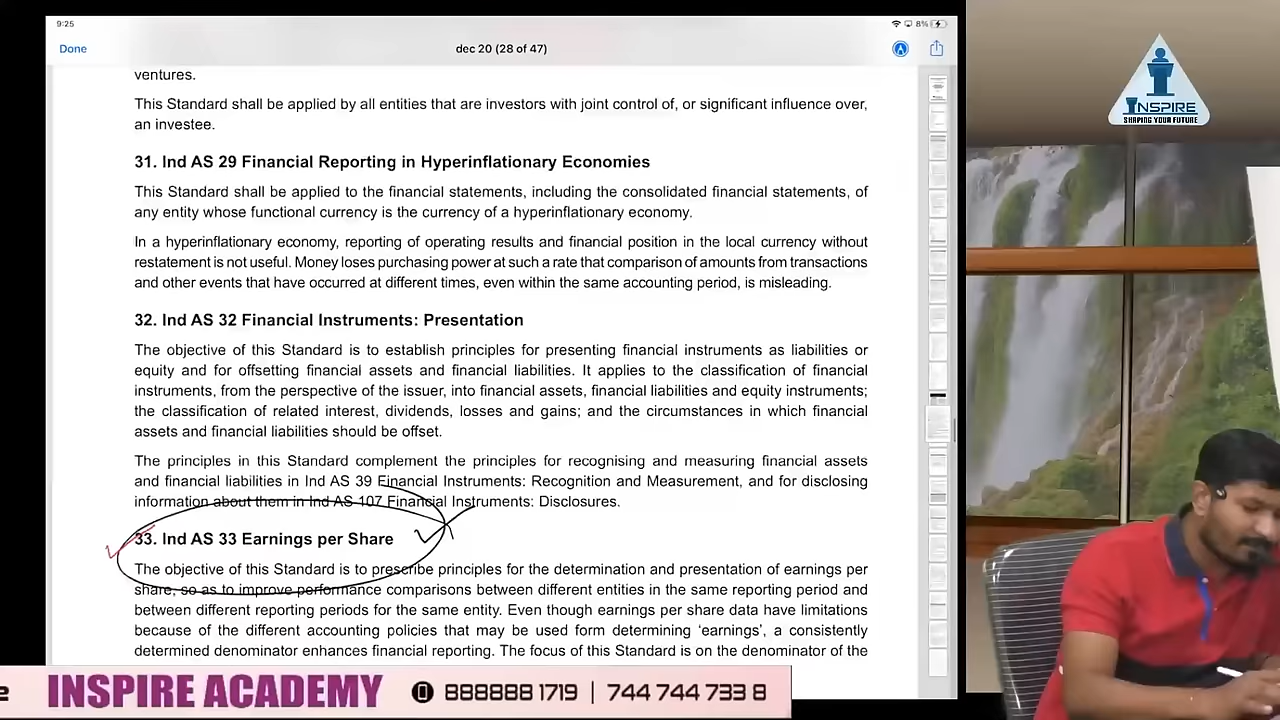 9:25
8%
Done
dec 20 (28 of 47)
ventures.
This Standard shall be applied by all entities that are investors with joint control of, or significant influence over,
an investee.
31. Ind AS 29 Financial Reporting in Hyperinflationary Economies
This Standard shall be applied to the financial statements, including the consolidated financial statements, of
any entity whose functional currency is the currency of a hyperinflationary economy.
In a hyperinflationary economy, reporting of operating results and financial position in the local currency without
restatement is not useful. Money loses purchasing power at such a rate that comparison of amounts from transactions
and other events that have occurred at different times, even within the same accounting period, is misleading.
32. Ind AS 32 Financial Instruments: Presentation
The objective of this Standard is to establish principles for presenting financial instruments as liabilities or
equity and for offsetting financial assets and financial liabilities. It applies to the classification of financial
instruments, from the perspective of the issuer, into financial assets, financial liabilities and equity instruments;
the classification of related interest, dividends, losses and gains; and the circumstances in which financial
assets and financial liabilities should be offset.
The principles in this Standard complement the principles for recognising and measuring financial assets
and financial liabilities in Ind AS 39 Financial Instruments: Recognition and Measurement, and for disclosing
information about them in Ind AS 107 Financial Instruments: Disclosures.
33. Ind AS 33 Earnings per Share
The objective of this Standard is to prescribe principles for the determination and presentation of earnings per
share, so as to improve performance comparisons between different entities in the same reporting period and
between different reporting periods for the same entity. Even though earnings per share data have limitations
because of the different accounting policies that may be used form determining ‘earnings’, a consistently
determined denominator enhances financial reporting. The focus of this Standard is on the denominator of the
INSPIRE
SHAPING YOUR FUTURE
INSPIRE ACADEMY 888888 1719 | 744 744 733 8